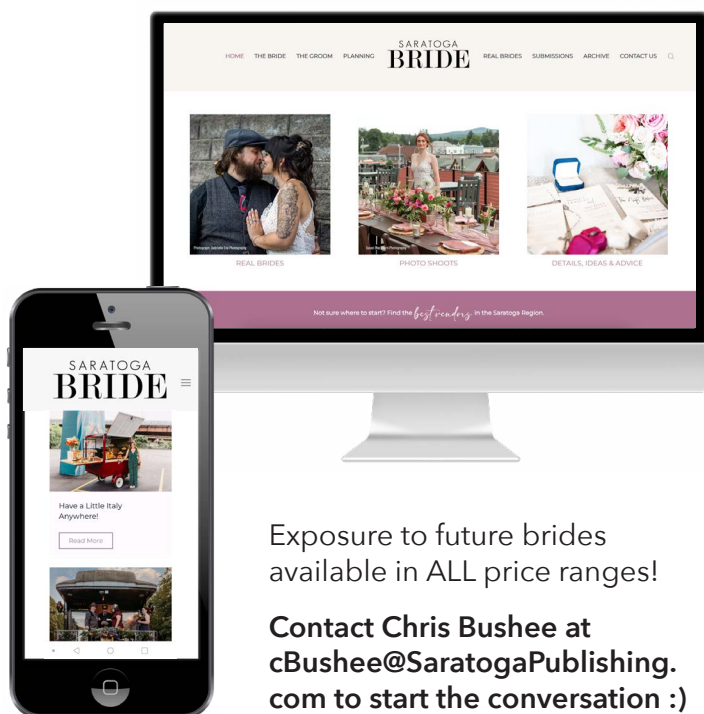 SARATOGA
BRIDE
HOME THE BRIDE THE GROOM PLANNING REAL BRIDES SUBMISSIONS ARCHIVE CONTACT US
REAL BRIDES
PHOTO SHOOTS
DETAILS, IDEAS & ADVICE
Not sure where to start? Find the best vendors in the Saratoga Region.
SARATOGA
BRIDE
Have a Little Italy
Anywhere!
Read More
Exposure to future brides
available in ALL price ranges!
Contact Chris Bushee at
cBushee@SaratogaPublishing.
com to start the conversation :)